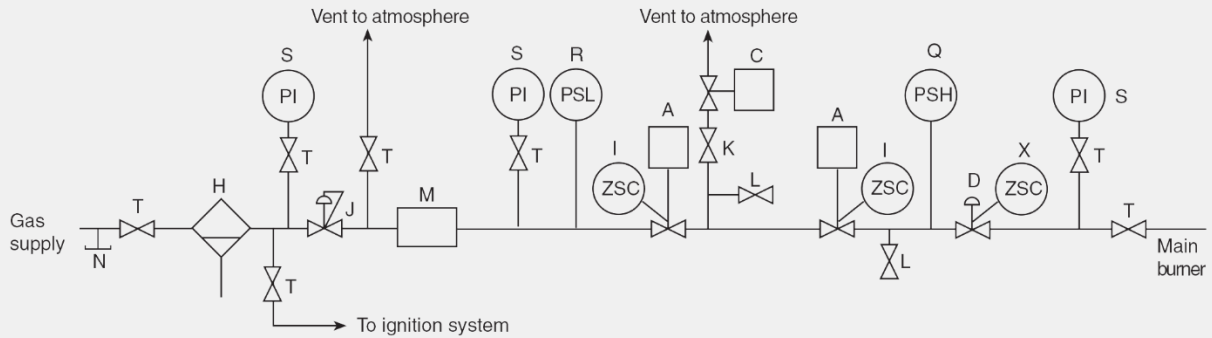 Vent to atmosphere
Vent to atmosphere
S
PI
T
T
S
PI
T
R
PSL
A
I
ZSC
C
K
L
A
I
ZSC
Q
PSH
D
X
ZSC
PI
S
T
Gas
supply
N
T
H
J
M
L
T
Main
burner
T
To ignition system